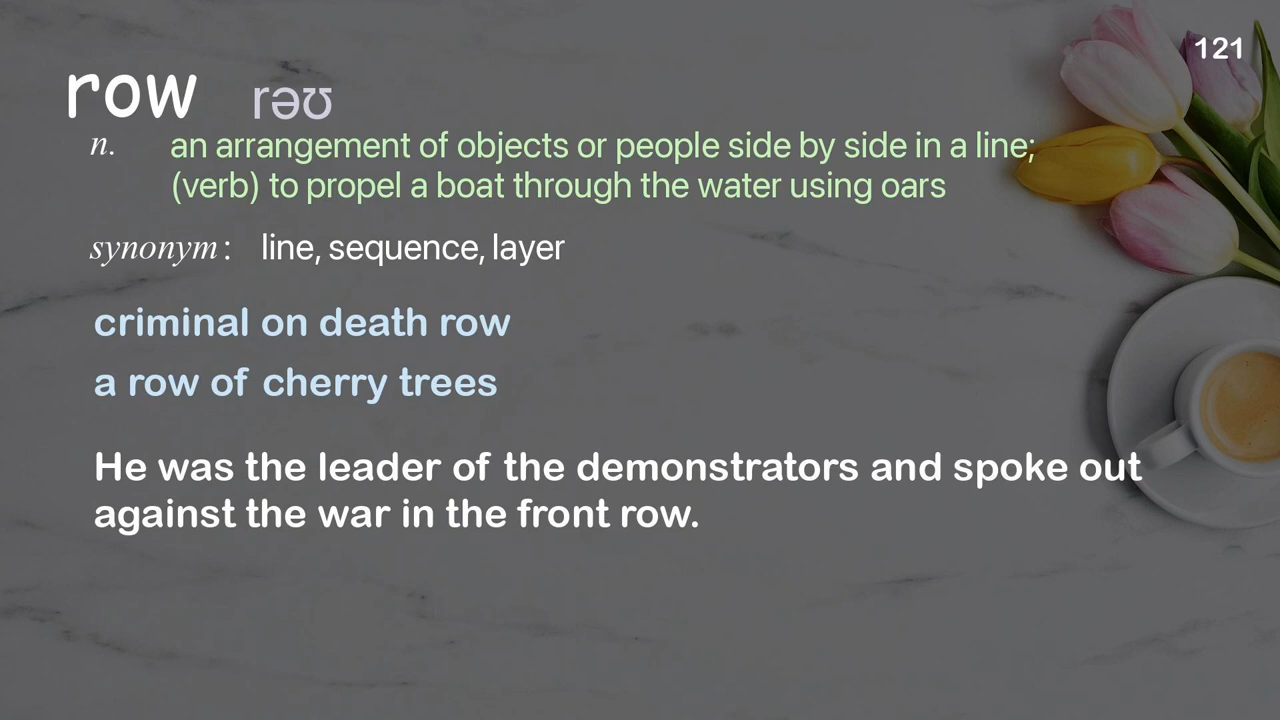 121
row rəʊ
n. an arrangement of objects or people side by side in a line;
(verb) to propel a boat through the water using oars
synonym: line, sequence, layer
criminal on death row
a row of cherry trees
He was the leader of the demonstrators and spoke out
against the war in the front row.